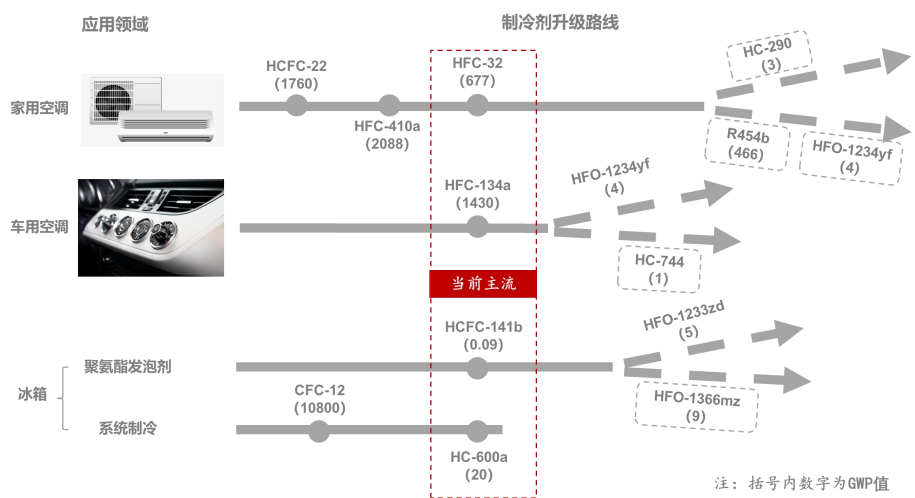 应用领域
制冷剂升级路线
家用空调
HCFC-22
(1760)
HFC-410a
(2088)
HFC-32
(677)
HC-290
(3)
R454b
(466)
HFO-1234yf
(4)
车用空调
HFC-134a
(1430)
HFO-1234yf
(4)
HC-744
(1)
当前主流
冰箱
聚氨酯发泡剂
HCFC-141b
(0.09)
HFO-1233zd
(5)
HFO-1366mz
(9)
系统制冷
CFC-12
(10800)
HC-600a
(20)
注：括号内数字为GWP值